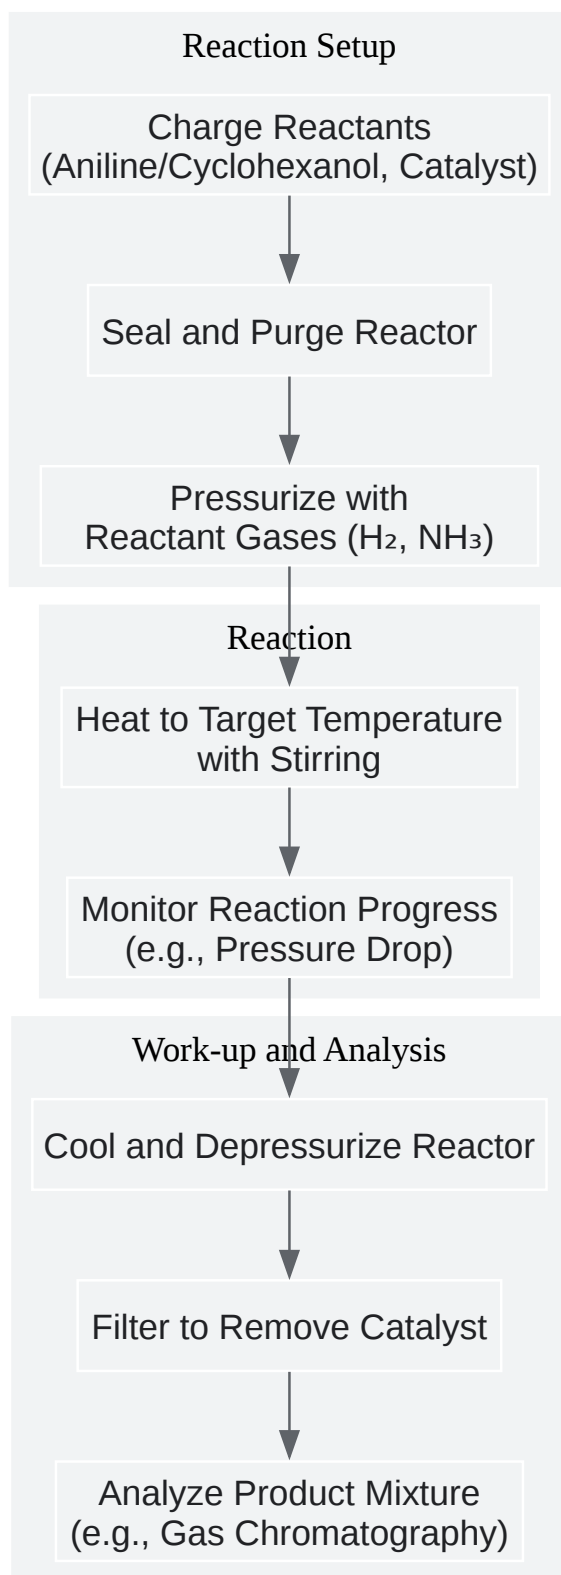 Reaction Setup
Charge Reactants
(Aniline/Cyclohexanol, Catalyst)
Seal and Purge Reactor
Pressurize with
Reactant Gases (H₂, NH₃)
Reaction
Heat to Target Temperature
with Stirring
Monitor Reaction Progress
(e.g., Pressure Drop)
Work-up and Analysis
Cool and Depressurize Reactor
Filter to Remove Catalyst
Analyze Product Mixture
(e.g., Gas Chromatography)